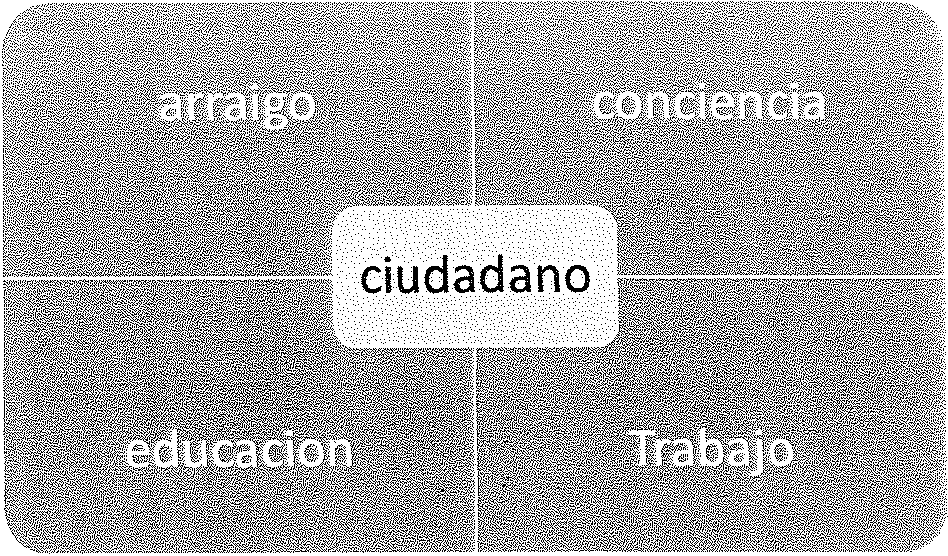 arraigo
conciencia
ciudadano
educacion
Trabajo